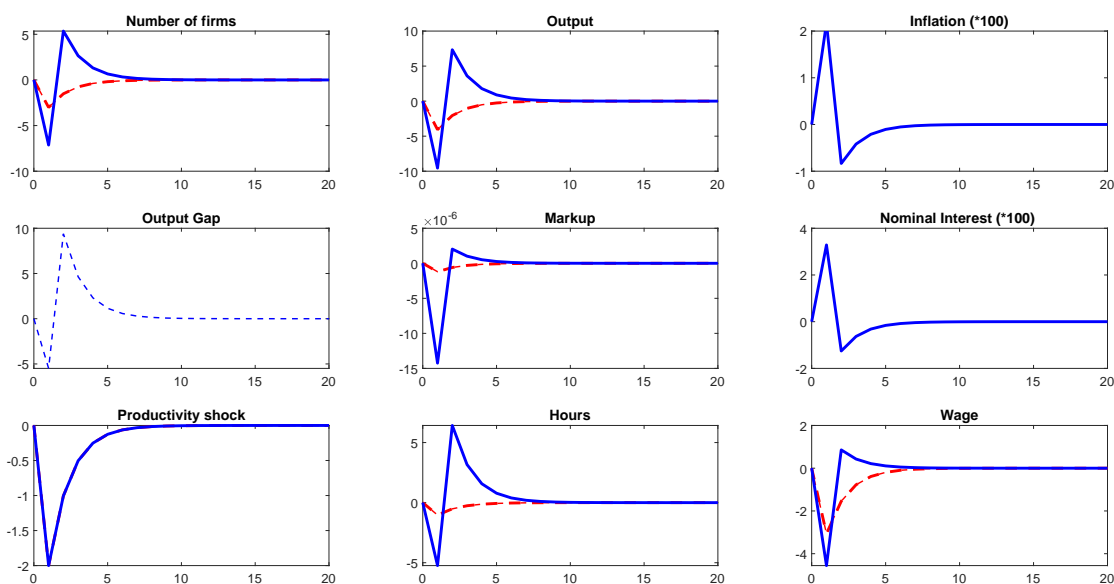 Number of firms
5
0
-5
-10
0 5 10 15 20
Output
10
5
0
-5
-10
0 5 10 15 20
Inflation (*100)
2
1
0
-1
0 5 10 15 20
Output Gap
10
5
0
-5
0 5 10 15 20
Markup
×10-6
5
0
-5
-10
-15
0 5 10 15 20
Nominal Interest (*100)
4
2
0
-2
0 5 10 15 20
Productivity shock
0
-0.5
-1
-1.5
-2
0 5 10 15 20
Hours
5
0
-5
0 5 10 15 20
Wage
2
0
-2
-4
0 5 10 15 20